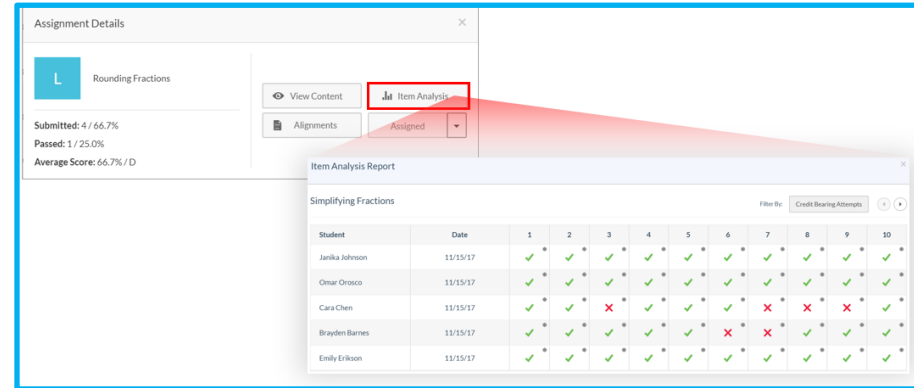 Assignment Details
L
Rounding Fractions
View Content
Item Analysis
Submitted: 4 / 66.7%
Alignments
Assigned
Passed: 1 / 25.0%
Average Score: 66.7% / D
Item Analysis Report
Simplifying Fractions
Filter By: Credit Bearing Attempts
Student Date 1 2 3 4 5 6 7 8 9 10
Janika Johnson 11/15/17
Omar Orosco 11/15/17
Cara Chen 11/15/17
Brayden Barnes 11/15/17
Emily Erikson 11/15/17